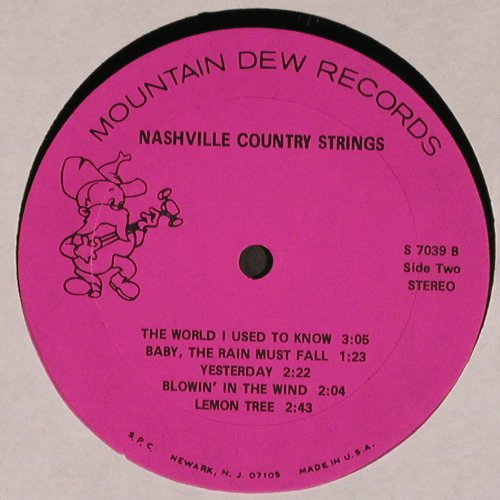 MOUNTAIN DEW RECORDS
NASHVILLE COUNTRY STRINGS
S 7039 B
Side Two
STEREO
THE WORLD I USED TO KNOW 3:05
BABY, THE RAIN MUST FALL 1:23
YESTERDAY 2:22
BLOWIN' IN THE WIND 2:04
LEMON TREE 2:43
S.P.C. NEWARK, N. J. 07105 MADE IN U.S.A.